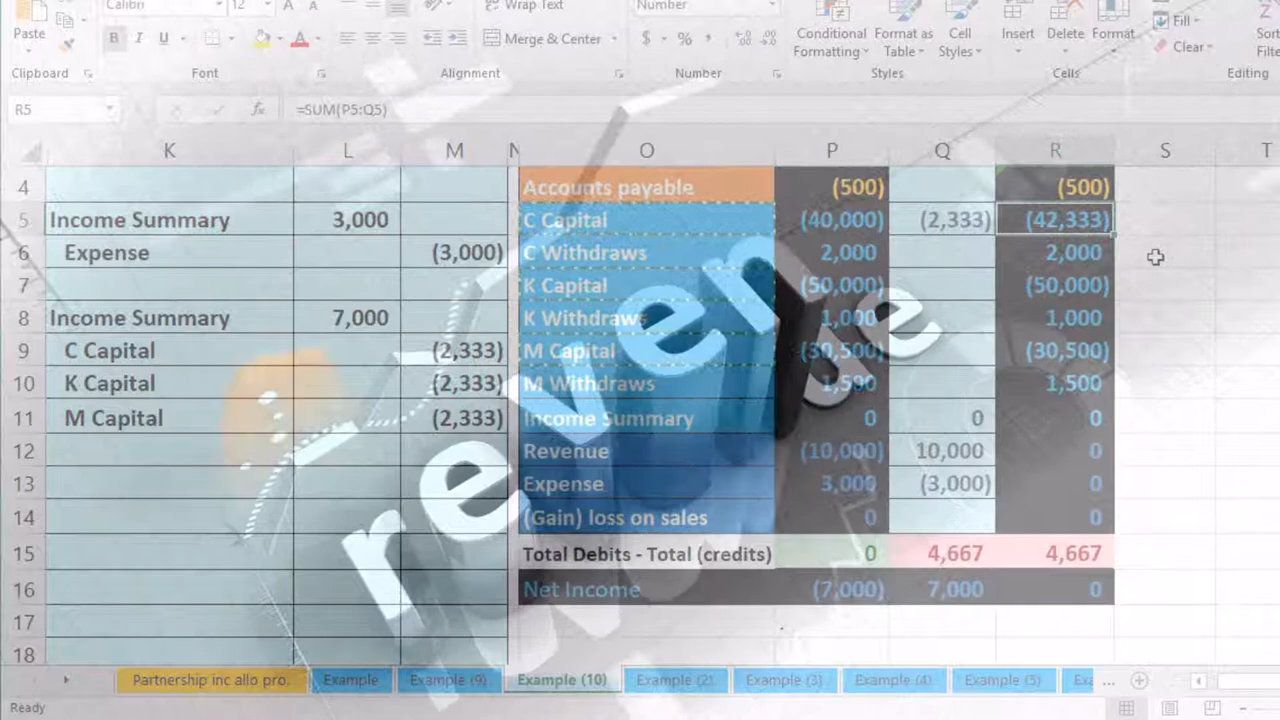 Calibri 12 A A Wrap Text Number
Paste B I U A Merge & Center $ % , Conditional Formatting Format as Table Cell Styles Insert Delete Format Fill Clear Sort Filte
Clipboard Font Alignment Number Styles Cells Editing
R5 fx =SUM(P5:Q5)
K L M N O P Q R S T
4 Accounts payable (500) (500)
5 Income Summary 3,000 C Capital (40,000) (2,333) (42,333)
6 Expense (3,000) C Withdraws 2,000 2,000
7 K Capital (50,000) (50,000)
8 Income Summary 7,000 K Withdraws 1,000 1,000
9 C Capital (2,333) M Capital (30,500) (30,500)
10 K Capital (2,333) M Withdraws 1,500 1,500
11 M Capital (2,333) Income Summary 0 0 0
12 Revenue (10,000) 10,000 0
13 Expense 3,000 (3,000) 0
14 (Gain) loss on sales 0 0
15 Total Debits - Total (credits) 0 4,667 4,667
16 Net Income (7,000) 7,000 0
17
18
revenue
Partnership inc allo pro. Example Example (9) Example (10) Example (2) Example (3) Example (4) Example (5) Exa ...
Ready